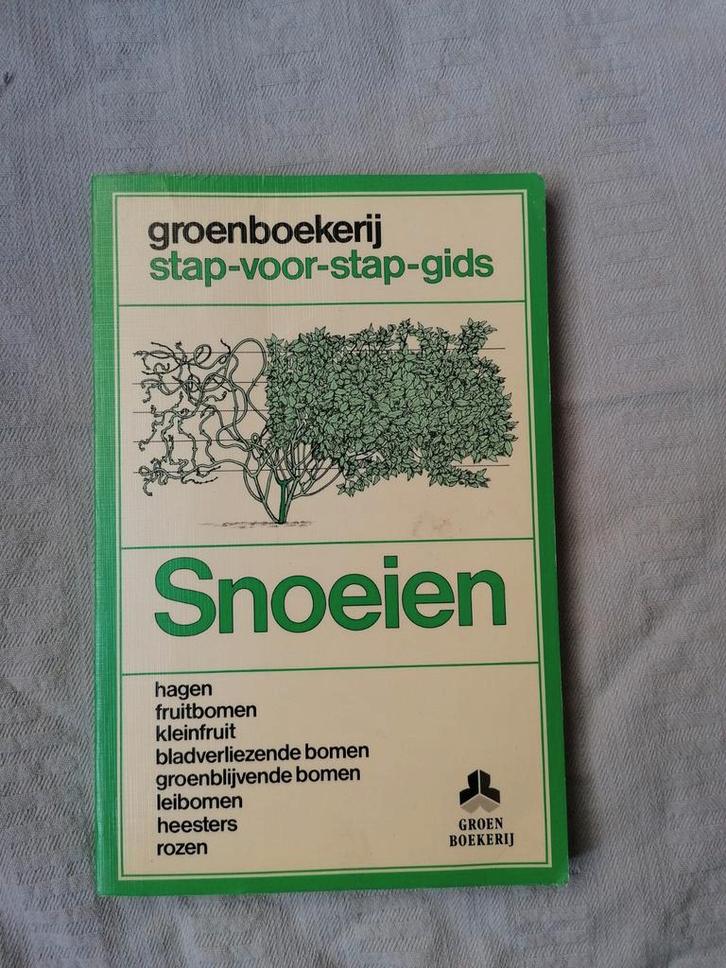 groenboekerij
stap-voor-stap-gids
Snoeien
hagen
fruitbomen
kleinfruit
bladverliezende bomen
groenblijvende bomen
leibomen
heesters
rozen
GROEN
BOEKERIJ